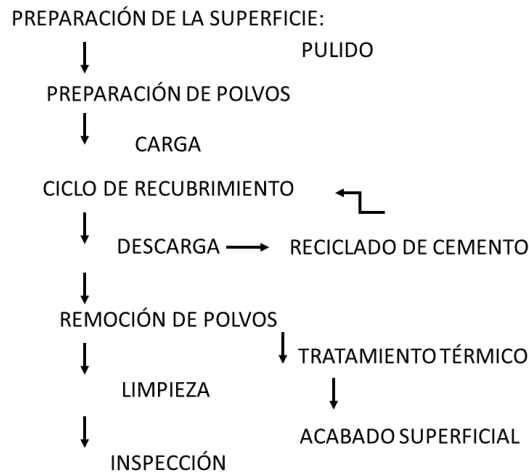 PREPARACIÓN DE LA SUPERFICIE:
PULIDO
PREPARACIÓN DE POLVOS
CARGA
CICLO DE RECUBRIMIENTO
DESCARGA
RECICLADO DE CEMENTO
REMOCIÓN DE POLVOS
TRATAMIENTO TÉRMICO
LIMPIEZA
ACABADO SUPERFICIAL
INSPECCIÓN